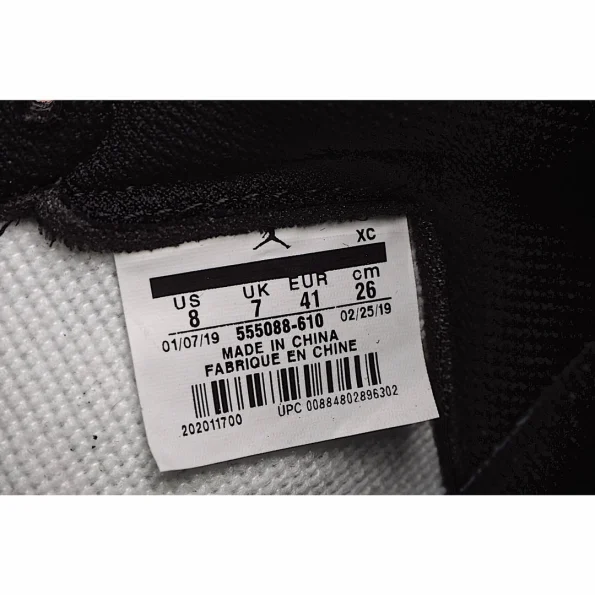 XC
US UK EUR cm
8 7 41 26
01/07/19 555088-610 02/25/19
MADE IN CHINA
FABRIQUE EN CHINE
202011700 UPC 00884802896302